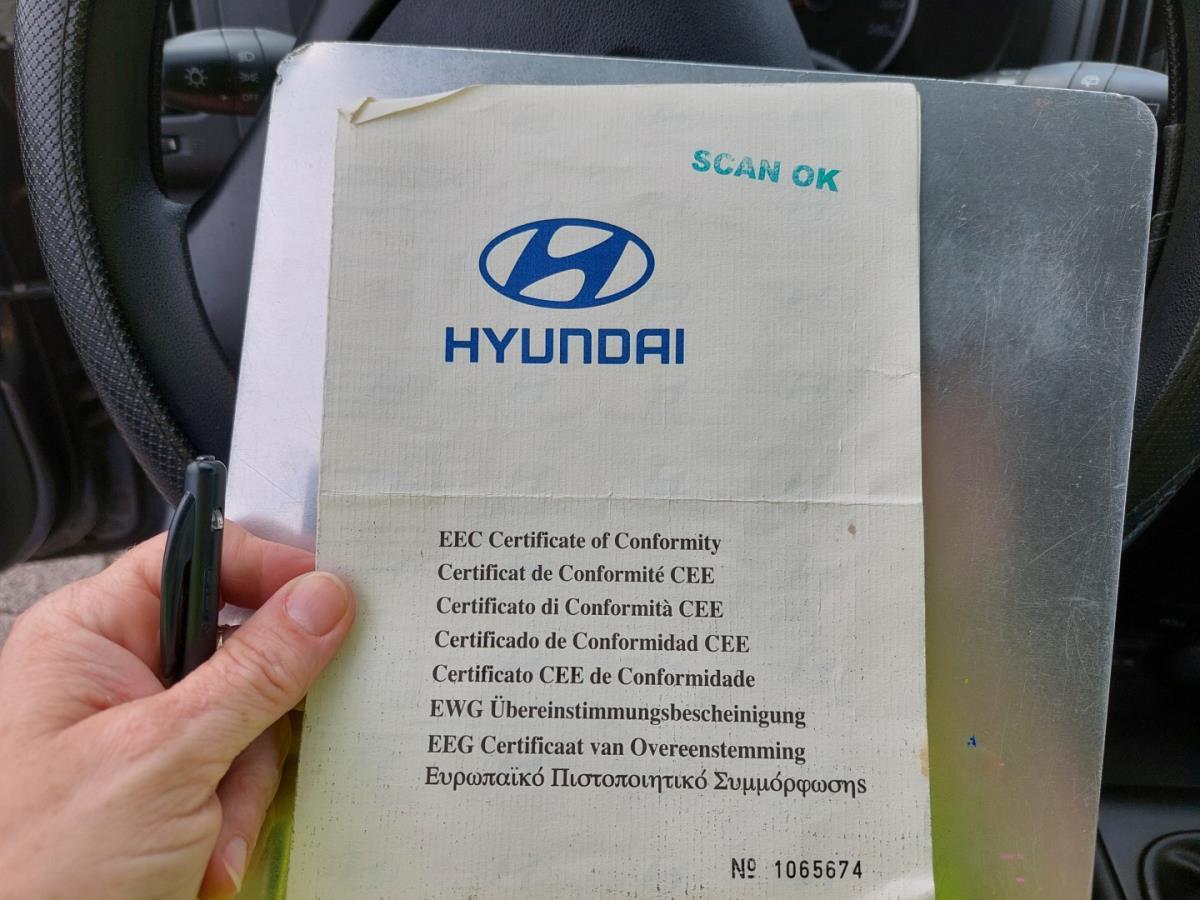 SCAN OK
HYUNDAI
EEC Certificate of Conformity
Certificat de Conformité CEE
Certificato di Conformità CEE
Certificado de Conformidad CEE
Certificato CEE de Conformidade
EWG Übereinstimmungsbescheinigung
EEG Certificaat van Overeenstemming
Ευρωπαϊκό Πιστοποιητικό Συμμόρφωσης
Nº 1065674